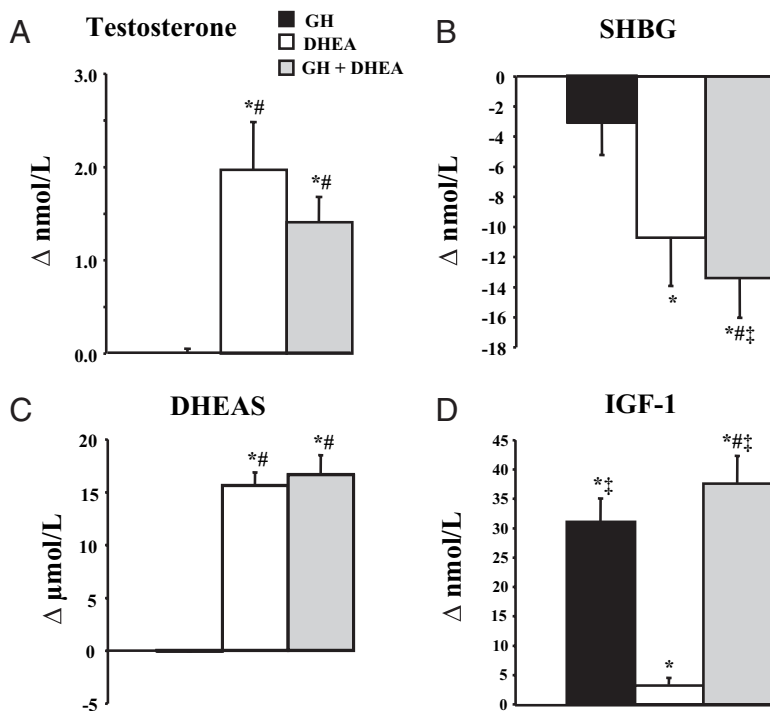 A
Testosterone
GH
DHEA
GH + DHEA
Δ nmol/L
3.0
2.0
1.0
0.0
*#
*#
B
SHBG
Δ nmol/L
0
-2
-4
-6
-8
-10
-12
-14
-16
-18
*
*#‡
C
DHEAS
Δ μmol/L
20
15
10
5
0
-5
*#
*#
D
IGF-1
Δ nmol/L
45
40
35
30
25
20
15
10
5
0
*‡
*
*#‡